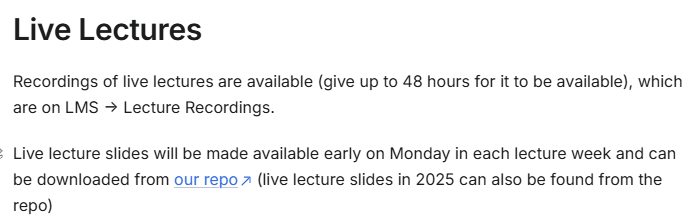 Live Lectures
Recordings of live lectures are available (give up to 48 hours for it to be available), which
are on LMS → Lecture Recordings.
Live lecture slides will be made available early on Monday in each lecture week and can
be downloaded from our repo↗ (live lecture slides in 2025 can also be found from the
repo)